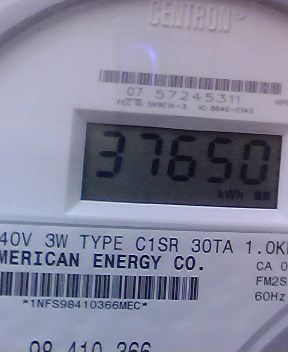 CENTRON
07 57245311
37650
kWh
40V 3W TYPE C1SR 30TA 1.0K
MERICAN ENERGY CO.
CA 0
FM2S
60Hz
*1NFS98410366MEC*
98 410 366